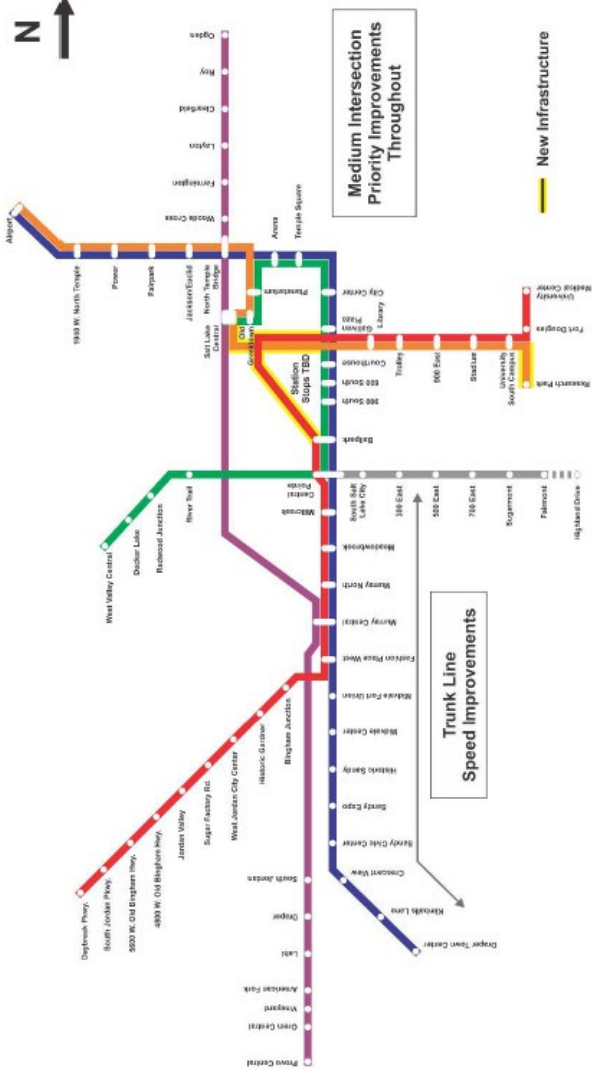 N
Ogden
Roy
Clearfield
Layton
Farmington
Woods Cross
Airport
1940 W. North Temple
Power
Fairpark
Jackson/Euclid
North Temple
Bridge
Salt Lake
Central
Old
Greektown
Planetarium
Arena
Temple Square
City Center
Gallivan
Plaza
Library
Courthouse
Trolley
900 East
Stadium
University
South Campus
Fort Douglas
University
Medical Center
Research Park
600 South
900 South
Station
Stops TBD
Ballpark
Central
Pointe
Millcreek
Meadowbrook
Murray North
Murray Central
Fashion Place West
Midvale Fort Union
Midvale Center
Historic Sandy
Sandy Expo
Sandy Civic Center
Crescent View
Kimballs Lane
Draper Town Center
West Valley Central
Decker Lake
Redwood Junction
River Trail
South Salt
Lake City
300 East
500 East
700 East
Sugarmont
Fairmont
Highland Drive
Bingham Junction
Historic Gardner
West Jordan City Center
Sugar Factory Rd.
Jordan Valley
4800 W. Old Bingham Hwy.
5600 W. Old Bingham Hwy.
South Jordan Pkwy.
Daybreak Pkwy.
South Jordan
Draper
Lehi
American Fork
Vineyard
Orem Central
Provo Central
Medium Intersection
Priority Improvements
Throughout
New Infrastructure
Trunk Line
Speed Improvements